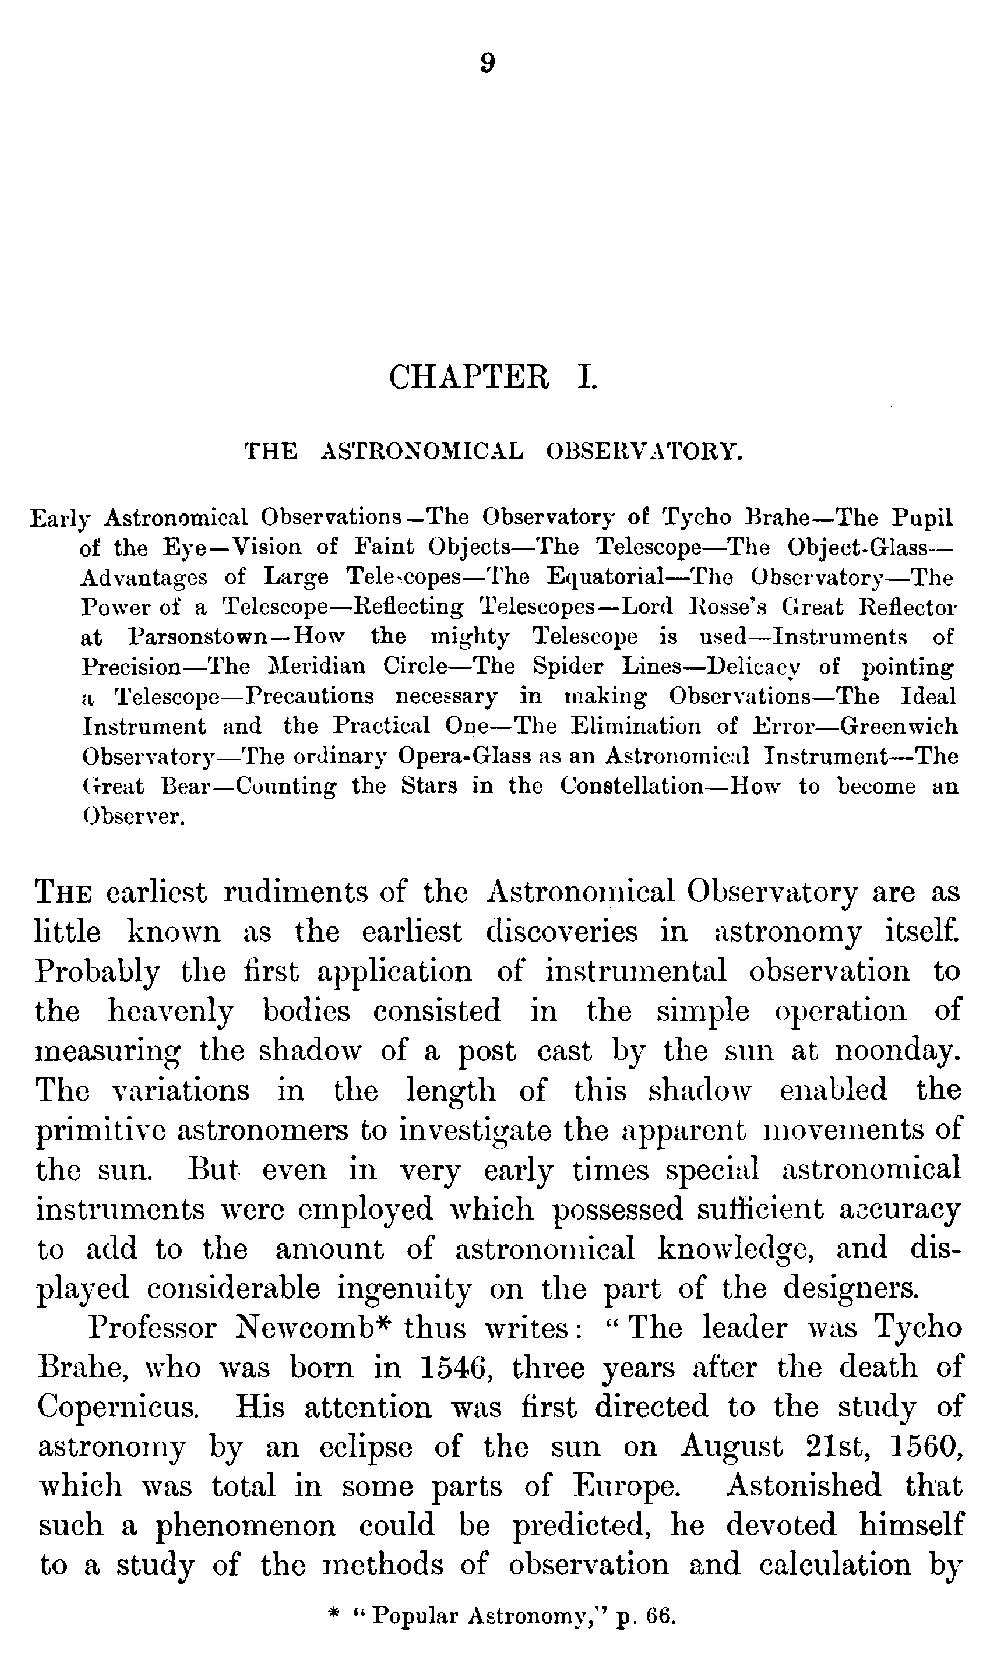 9
CHAPTER I.
THE ASTRONOMICAL OBSERVATORY.
Early Astronomical Observations—The Observatory of Tycho Brahe—The Pupil
of the Eye—Vision of Faint Objects—The Telescope—The Object-Glass—
Advantages of Large Telescopes—The Equatorial—The Observatory—The
Power of a Telescope—Reflecting Telescopes—Lord Rosse's Great Reflector
at Parsonstown—How the mighty Telescope is used—Instruments of
Precision—The Meridian Circle—The Spider Lines—Delicacy of pointing
a Telescope—Precautions necessary in making Observations—The Ideal
Instrument and the Practical One—The Elimination of Error—Greenwich
Observatory—The ordinary Opera-Glass as an Astronomical Instrument—The
Great Bear—Counting the Stars in the Constellation—How to become an
Observer.
THE earliest rudiments of the Astronomical Observatory are as
little known as the earliest discoveries in astronomy itself.
Probably the first application of instrumental observation to
the heavenly bodies consisted in the simple operation of
measuring the shadow of a post cast by the sun at noonday.
The variations in the length of this shadow enabled the
primitive astronomers to investigate the apparent movements of
the sun. But even in very early times special astronomical
instruments were employed which possessed sufficient accuracy
to add to the amount of astronomical knowledge, and dis-
played considerable ingenuity on the part of the designers.
Professor Newcomb* thus writes: "The leader was Tycho
Brahe, who was born in 1546, three years after the death of
Copernicus. His attention was first directed to the study of
astronomy by an eclipse of the sun on August 21st, 1560,
which was total in some parts of Europe. Astonished that
such a phenomenon could be predicted, he devoted himself
to a study of the methods of observation and calculation by
* "Popular Astronomy," p. 66.